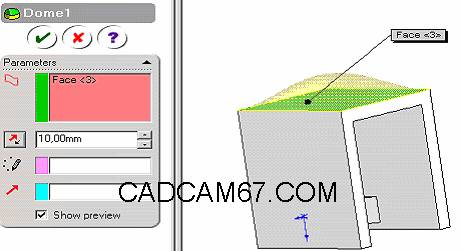 Dome1
Parameters
Face <3>
Face <3>
10,00mm
CADCAM67.COM
Show preview